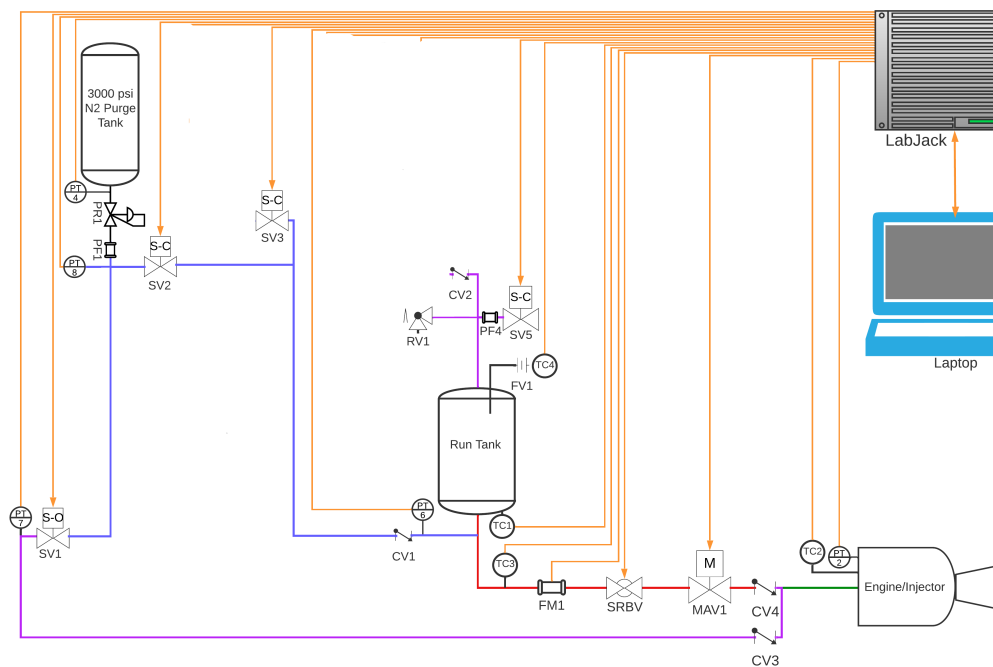 LabJack
3000 psi
N2 Purge
Tank
PT
4
PR1
S-C
SV3
PF1
PT
8
S-C
SV2
S-C
CV2
PF4
SV5
RV1
TC4
FV1
Laptop
Run Tank
PT
7
S-O
SV1
PT
6
CV1
TC1
TC3
FM1
SRBV
M
MAV1
TC2
PT
2
Engine/Injector
CV4
CV3